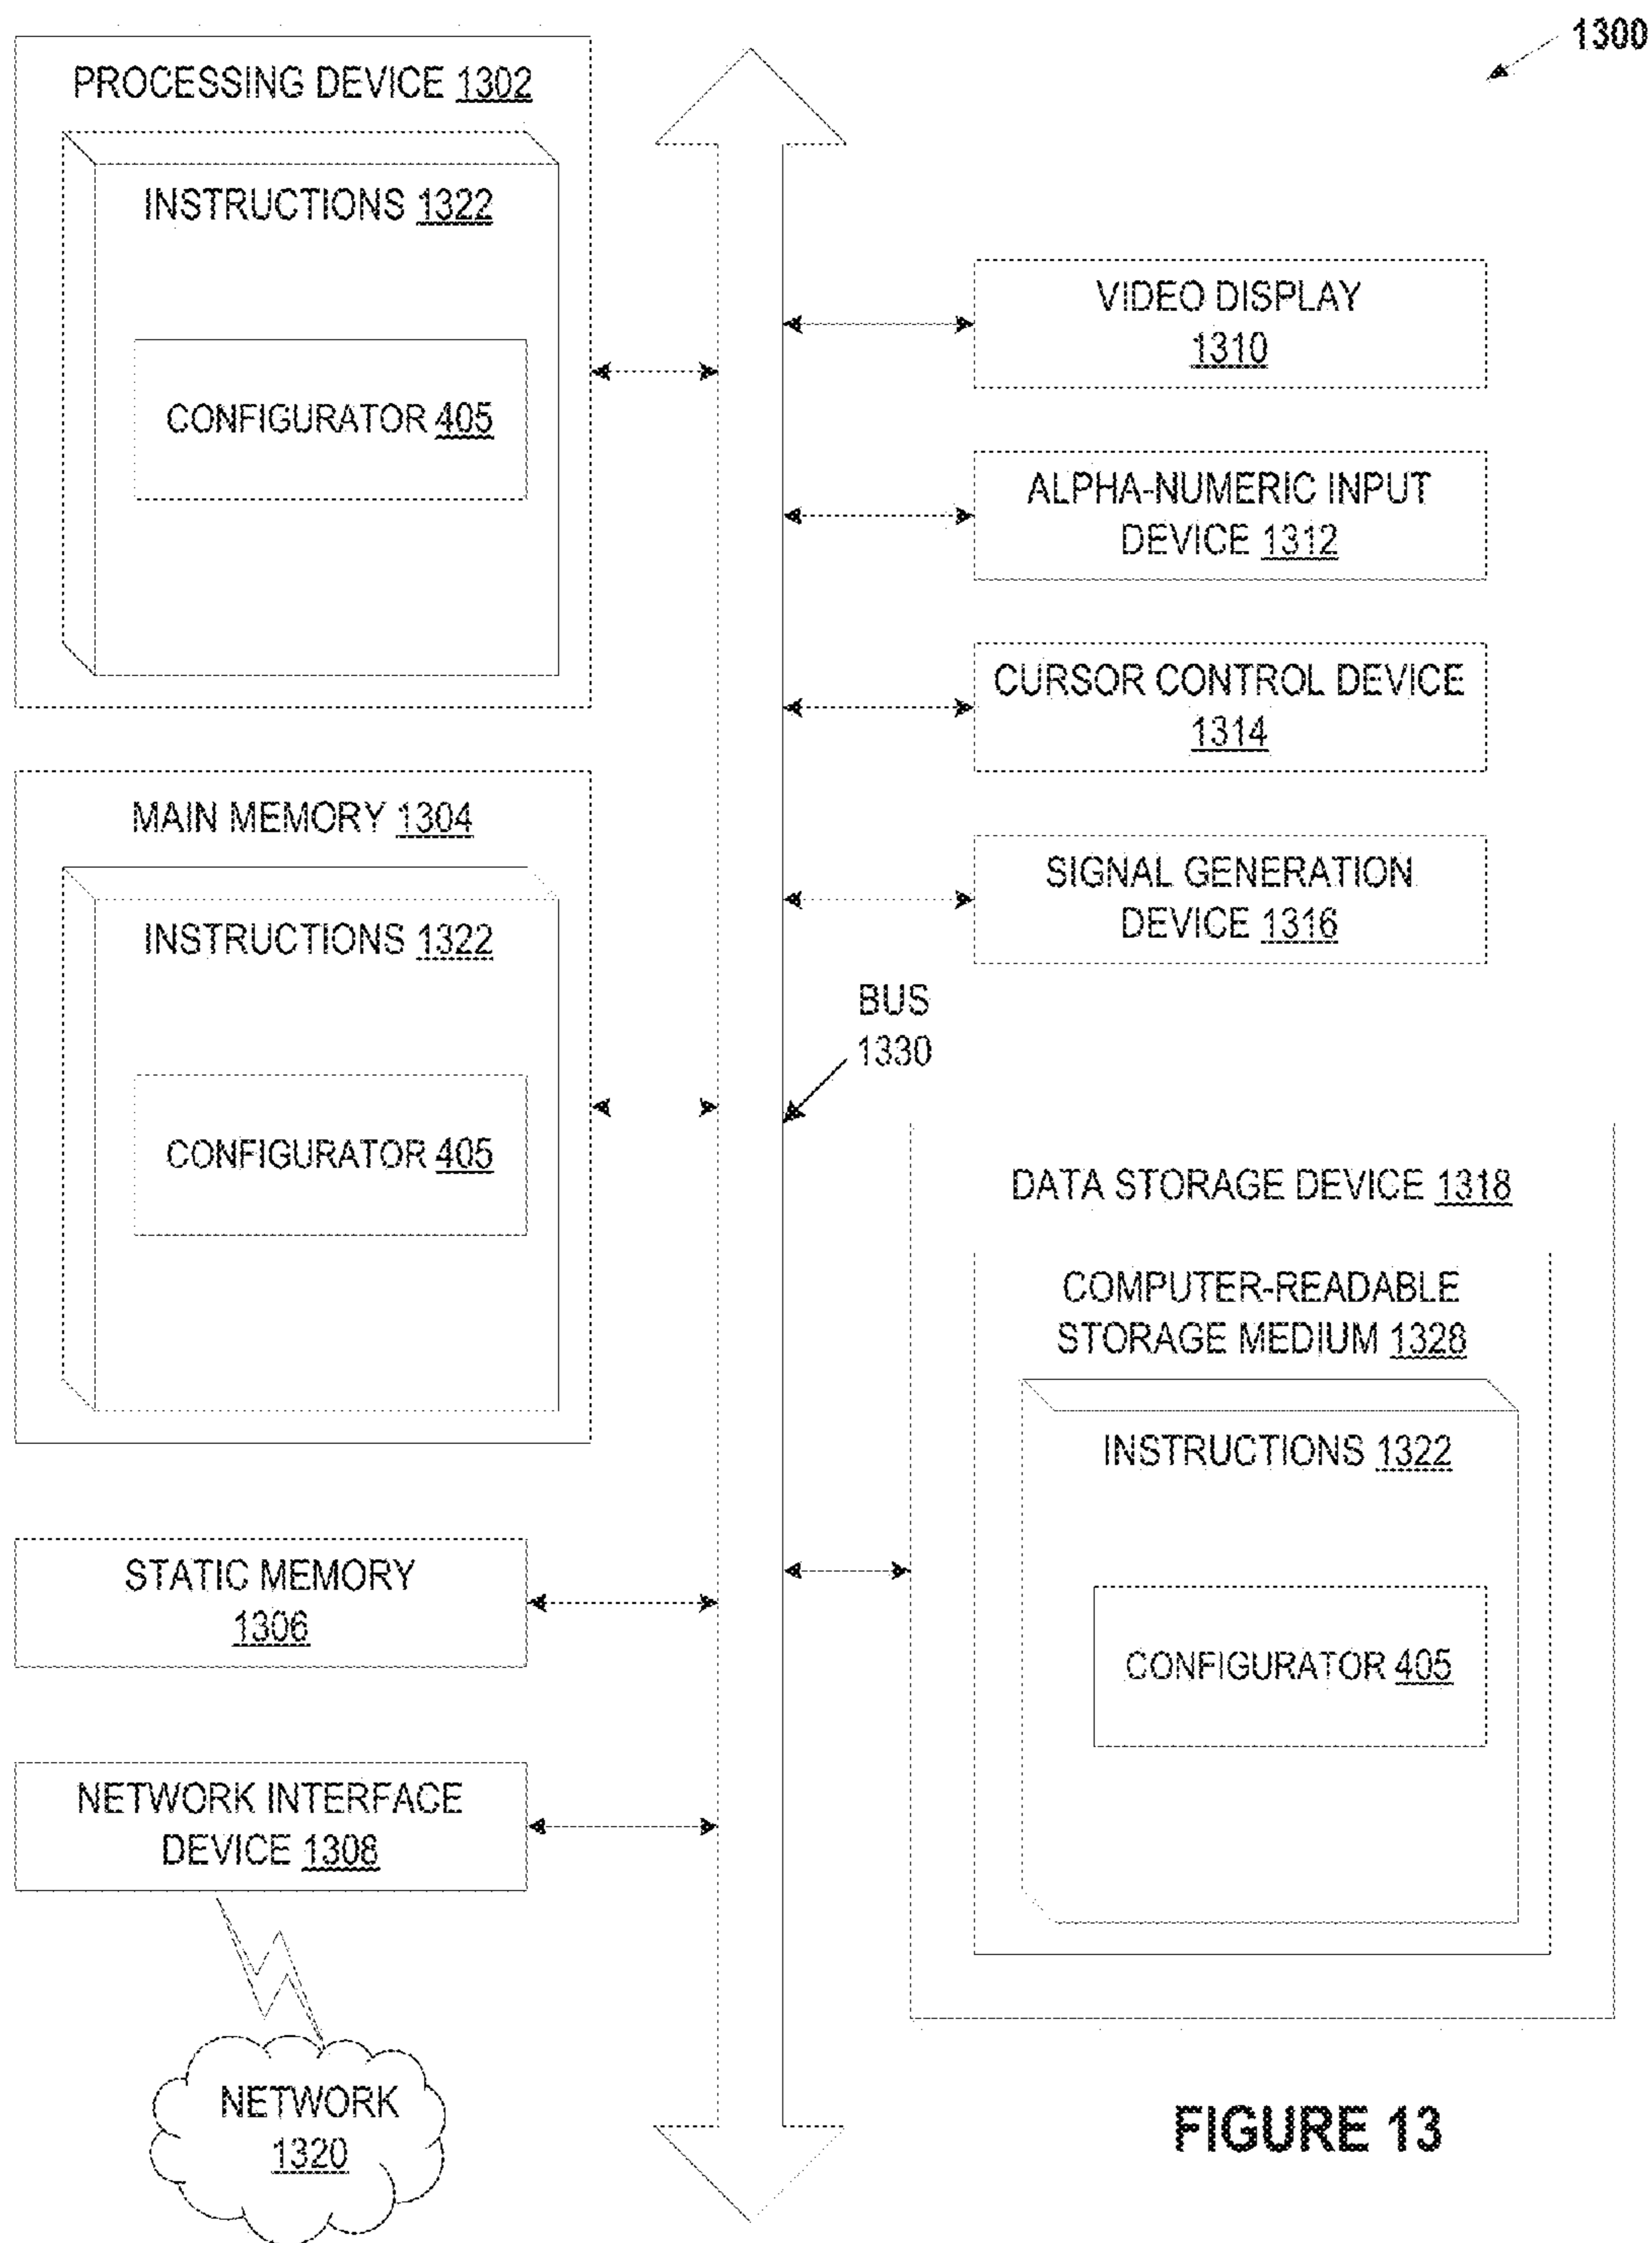 1300
PROCESSING DEVICE 1302
INSTRUCTIONS 1322
CONFIGURATOR 405
MAIN MEMORY 1304
INSTRUCTIONS 1322
CONFIGURATOR 405
STATIC MEMORY
1306
NETWORK INTERFACE
DEVICE 1308
NETWORK
1320
VIDEO DISPLAY
1310
ALPHA-NUMERIC INPUT
DEVICE 1312
CURSOR CONTROL DEVICE
1314
SIGNAL GENERATION
DEVICE 1316
BUS
1330
DATA STORAGE DEVICE 1318
COMPUTER-READABLE
STORAGE MEDIUM 1328
INSTRUCTIONS 1322
CONFIGURATOR 405
FIGURE 13